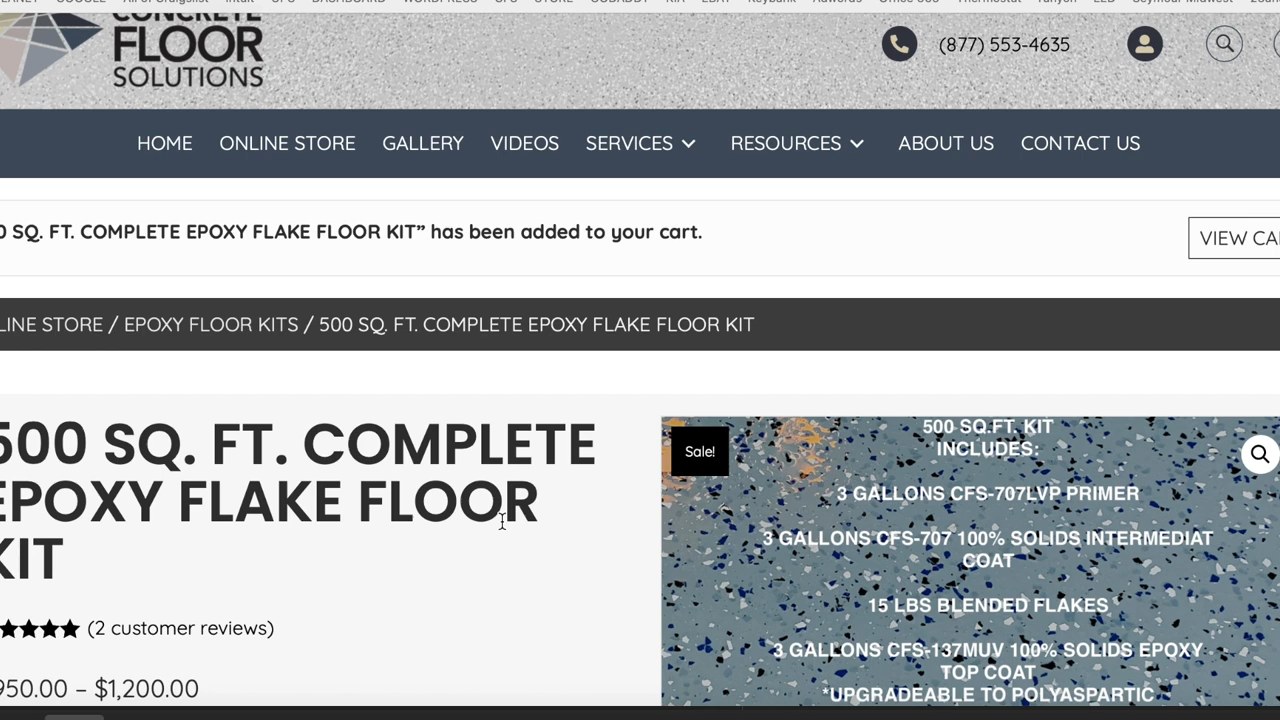 CONCRETE
FLOOR
SOLUTIONS
(877) 553-4635
HOME ONLINE STORE GALLERY VIDEOS SERVICES RESOURCES ABOUT US CONTACT US
0 SQ. FT. COMPLETE EPOXY FLAKE FLOOR KIT” has been added to your cart.
VIEW CA
LINE STORE / EPOXY FLOOR KITS / 500 SQ. FT. COMPLETE EPOXY FLAKE FLOOR KIT
500 SQ. FT. COMPLETE
EPOXY FLAKE FLOOR
KIT
(2 customer reviews)
950.00 – $1,200.00
Sale!
500 SQ.FT. KIT
INCLUDES:
3 GALLONS CFS-707LVP PRIMER
3 GALLONS CFS-707 100% SOLIDS INTERMEDIAT
COAT
15 LBS BLENDED FLAKES
3 GALLONS CFS-137MUV 100% SOLIDS EPOXY
TOP COAT
*UPGRADEABLE TO POLYASPARTIC